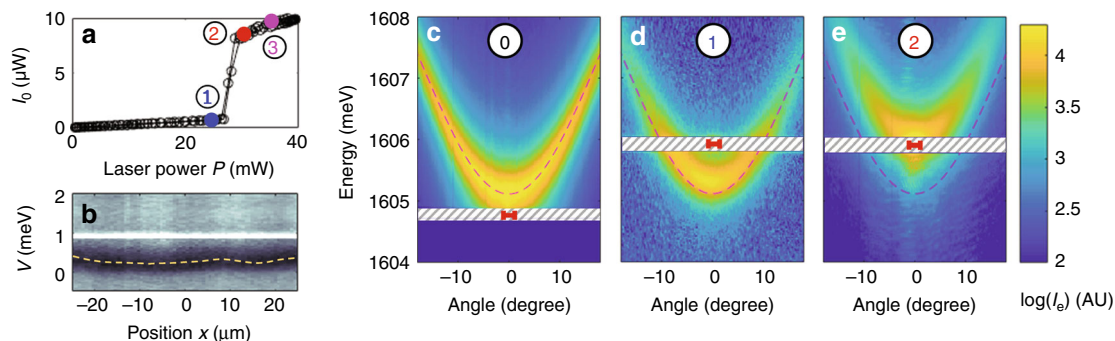 a
10
5
0
I₀ (µW)
1
2
3
0
20
40
Laser power P (mW)
b
2
1
0
V (meV)
–20
–10
0
10
20
Position x (µm)
c
0
1608
1607
1606
1605
1604
Energy (meV)
–10
0
10
Angle (degree)
d
1
–10
0
10
Angle (degree)
e
2
–10
0
10
Angle (degree)
4
3.5
3
2.5
2
log(Iₑ) (AU)